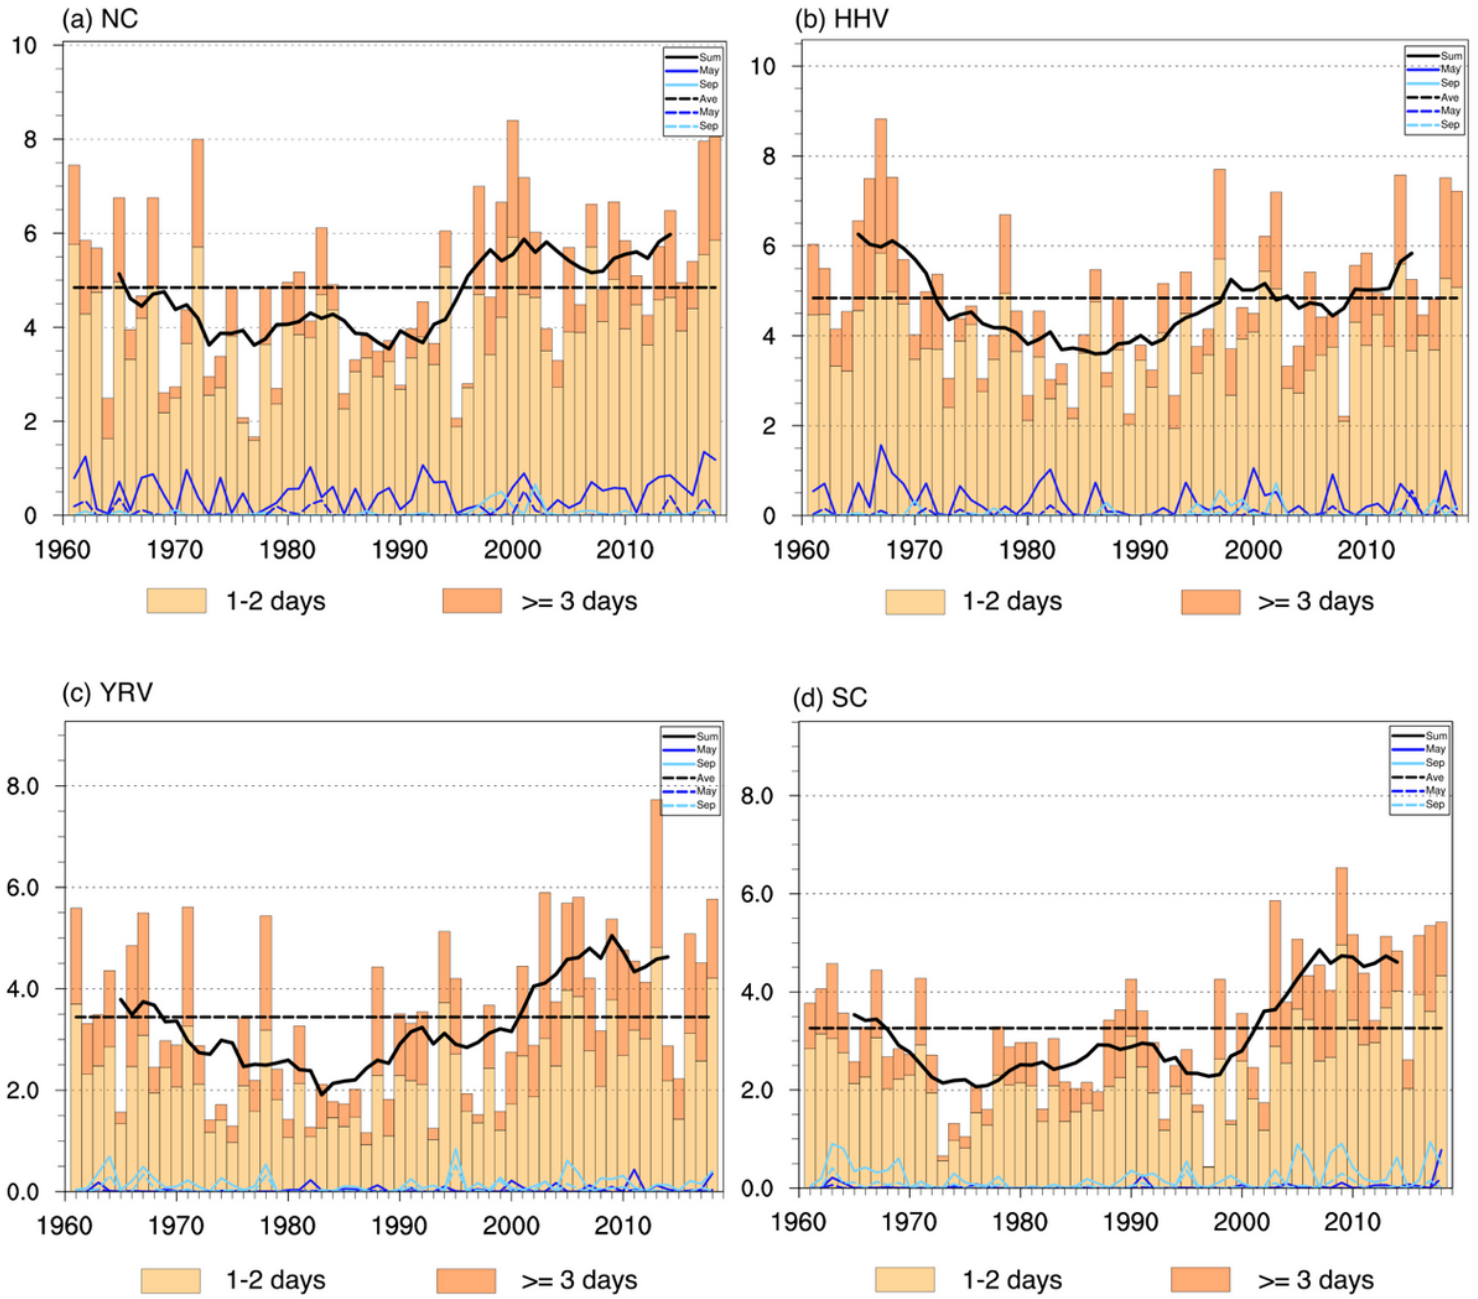 (a) NC
10
8
6
4
2
0
1960 1970 1980 1990 2000 2010
Sum
May
Sep
Ave
May
Sep
1-2 days >= 3 days
(b) HHV
10
8
6
4
2
0
1960 1970 1980 1990 2000 2010
Sum
May
Sep
Ave
May
Sep
1-2 days >= 3 days
(c) YRV
8.0
6.0
4.0
2.0
0.0
1960 1970 1980 1990 2000 2010
Sum
May
Sep
Ave
May
Sep
1-2 days >= 3 days
(d) SC
8.0
6.0
4.0
2.0
0.0
1960 1970 1980 1990 2000 2010
Sum
May
Sep
Ave
May
Sep
1-2 days >= 3 days